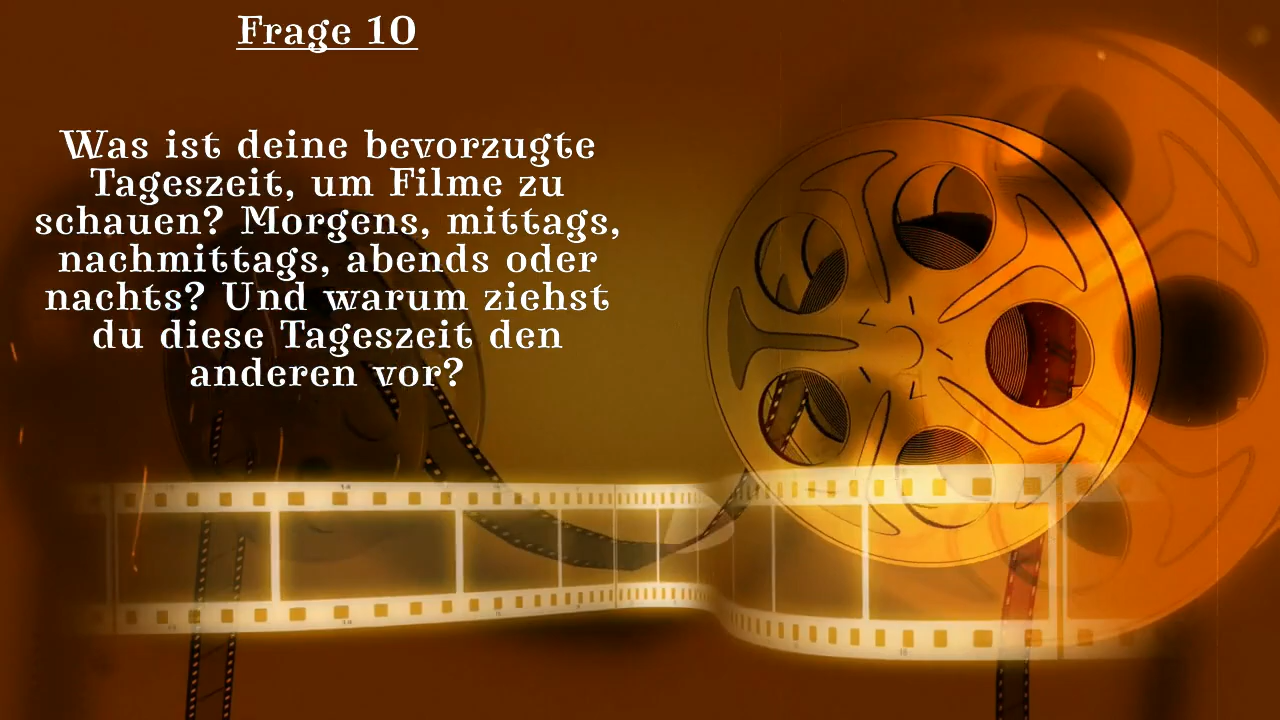 Frage 10
Was ist deine bevorzugte
Tageszeit, um Filme zu
schauen? Morgens, mittags,
nachmittags, abends oder
nachts? Und warum ziehst
du diese Tageszeit den
anderen vor?